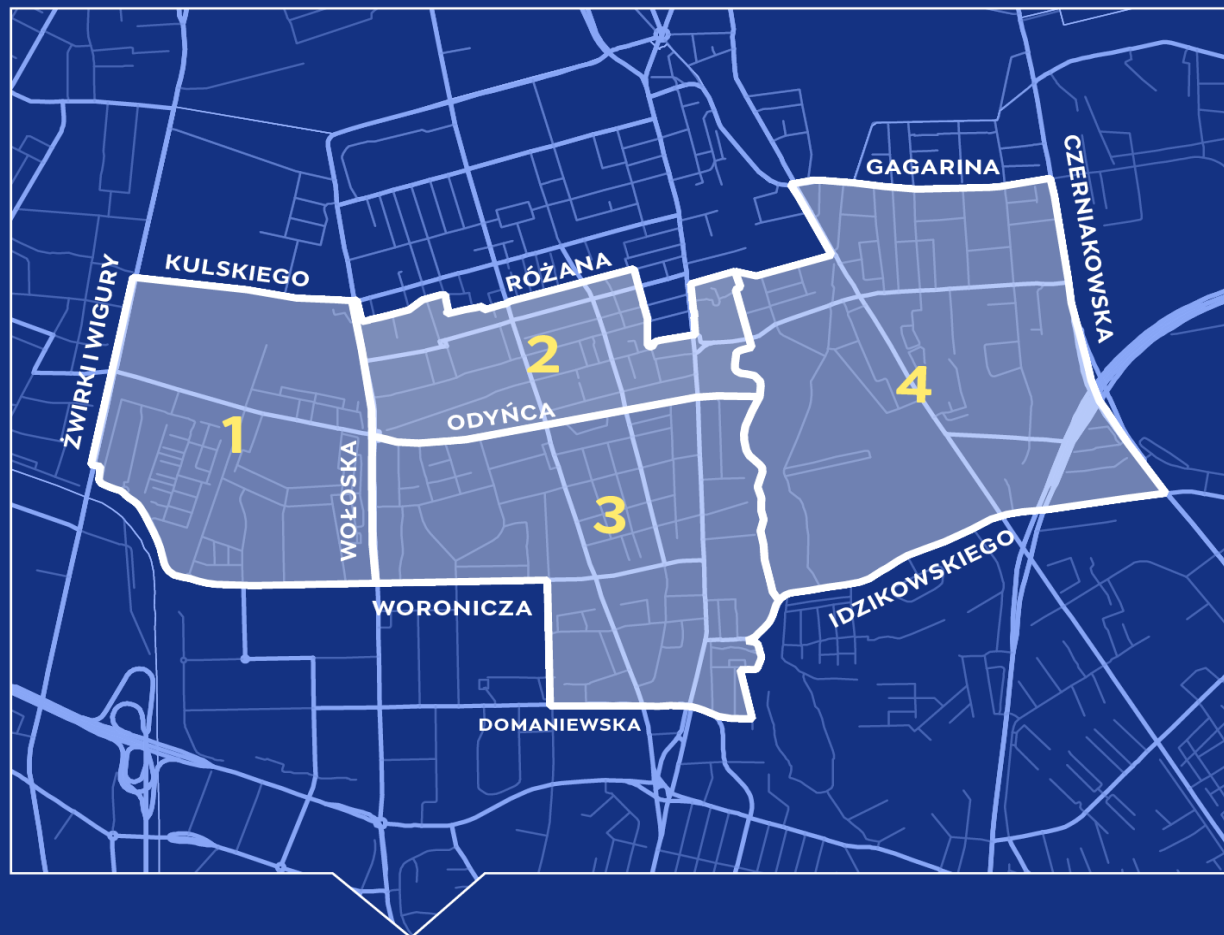 GAGARINA
CZERNIAKOWSKA
KULSKIEGO
RÓŻANA
ŻWIRKI I WIGURY
2
4
ODYŃCA
1
WOŁOSKA
3
IDZIKOWSKIEGO
WORONICZA
DOMANIEWSKA